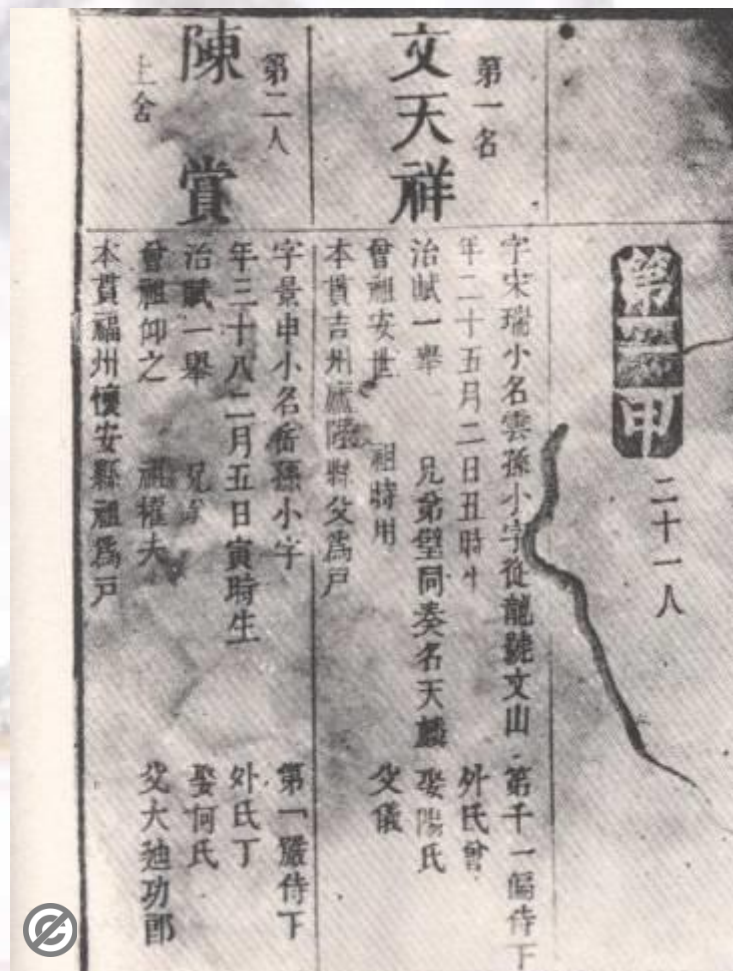 第一甲
二十一人
第一名
文天祥
字宋瑞小名雲孫小字從龍號文山 第千一偏侍下
年二十五月二日丑時生 外氏曾
治賦一舉 兄弟璧同奏名天麟 娶陽氏
曾祖安世 祖時用 父儀
本貫吉州廬陵縣父為戶
第二人
陳賞
上舍
字景申小名 孫小字 第一嚴侍下
年三十八二月五日寅時生 外氏丁
治賦一舉 兄弟 娶何氏
曾祖仰之 祖權夫 父大 功郎
本貫福州懷安縣祖為戶